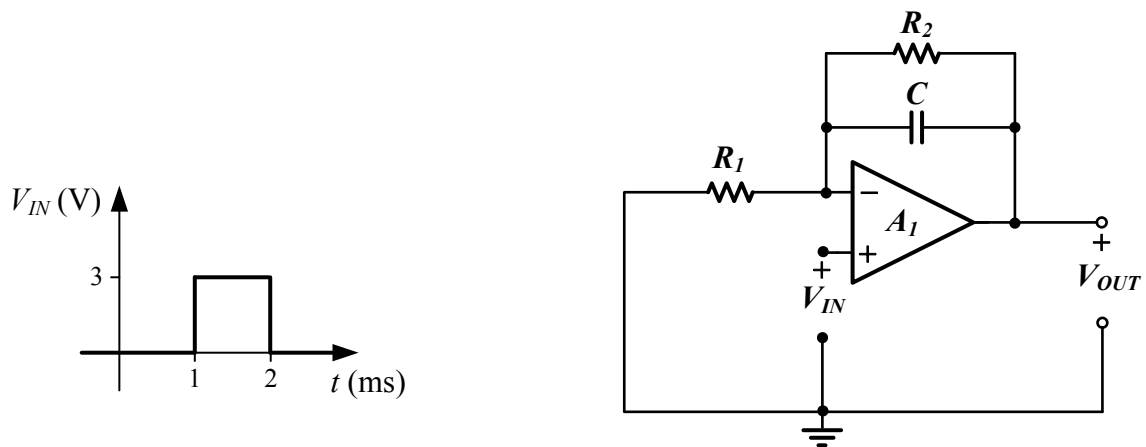 V_IN (V)
3
1 2
t (ms)
R_2
C
R_1
−
A_1
+
+
V_IN
+
V_OUT